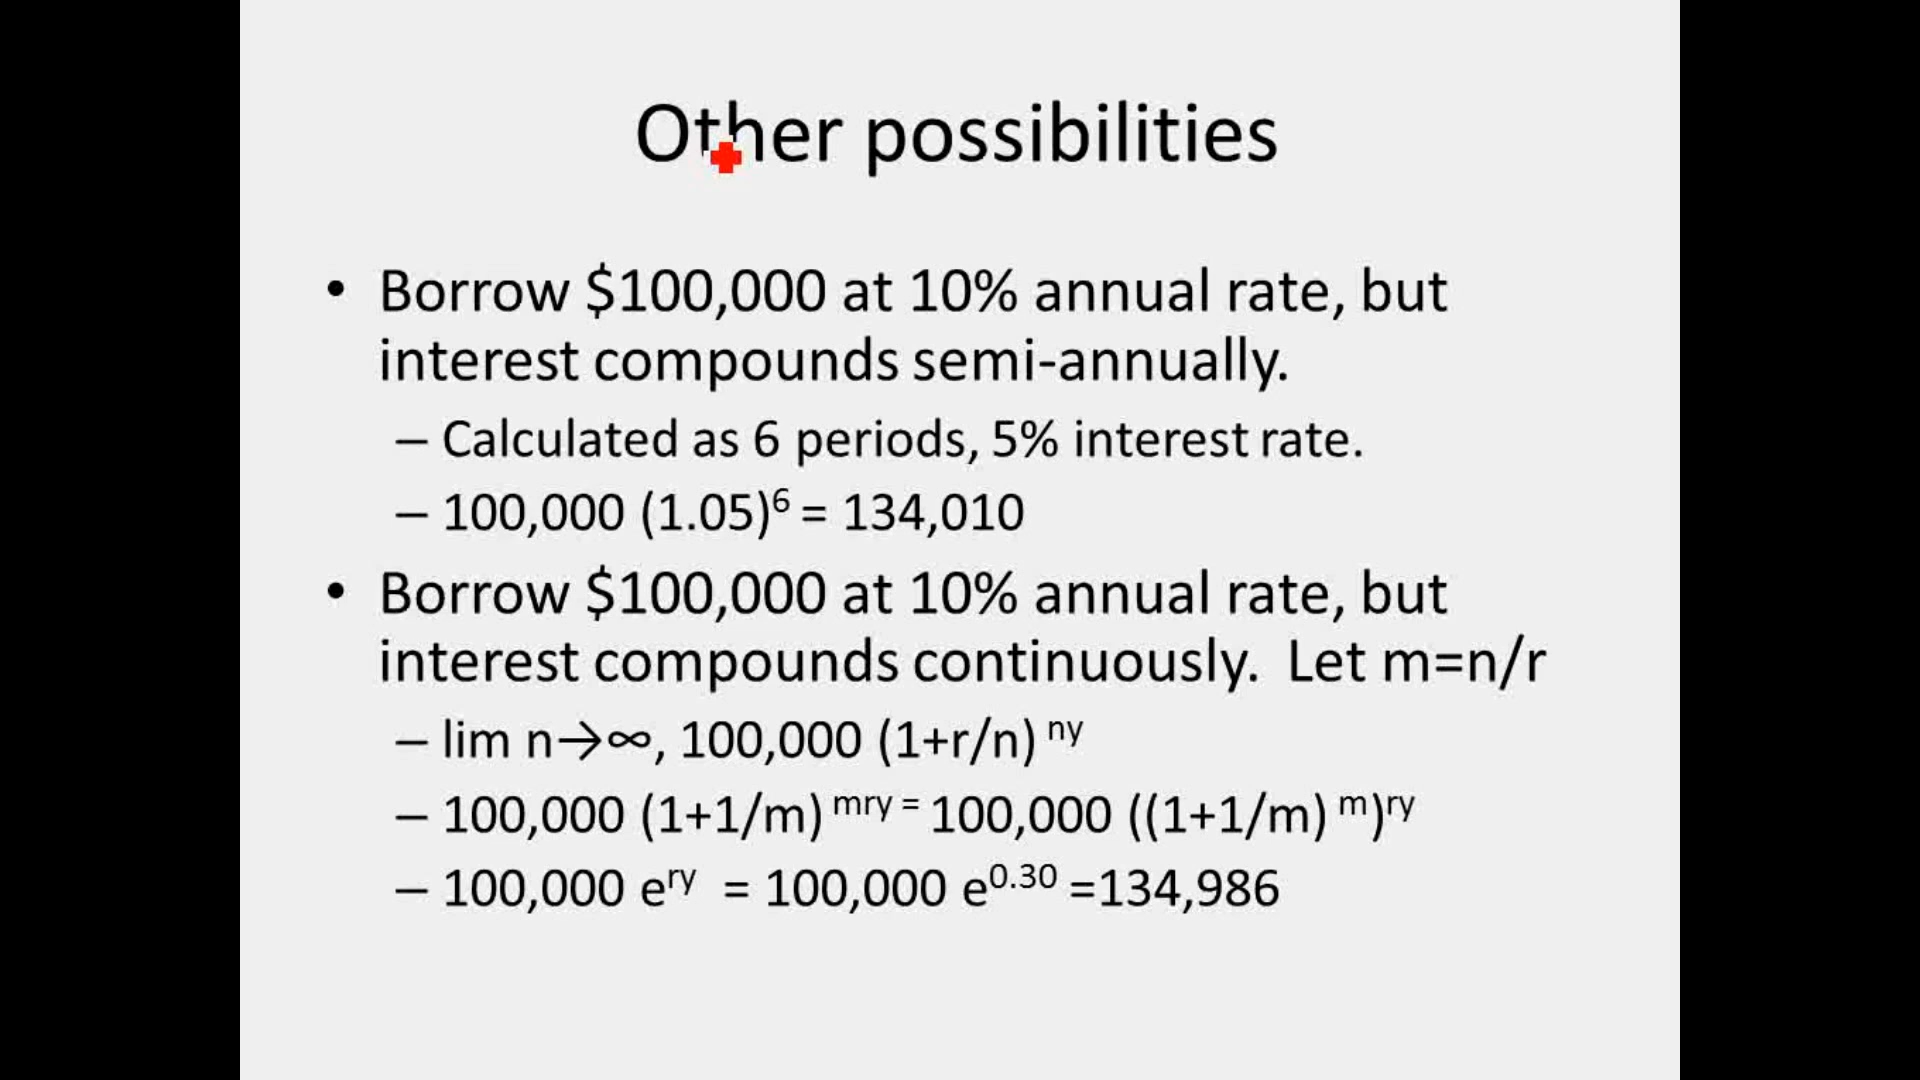 Other possibilities
• Borrow $100,000 at 10% annual rate, but
interest compounds semi-annually.
– Calculated as 6 periods, 5% interest rate.
– 100,000 (1.05)⁶ = 134,010
• Borrow $100,000 at 10% annual rate, but
interest compounds continuously.  Let m=n/r
– lim n→∞, 100,000 (1+r/n) ⁿʸ
– 100,000 (1+1/m) ᵐʳʸ ⁼ 100,000 ((1+1/m) ᵐ)ʳʸ
– 100,000 eʳʸ  = 100,000 e⁰·³⁰ =134,986